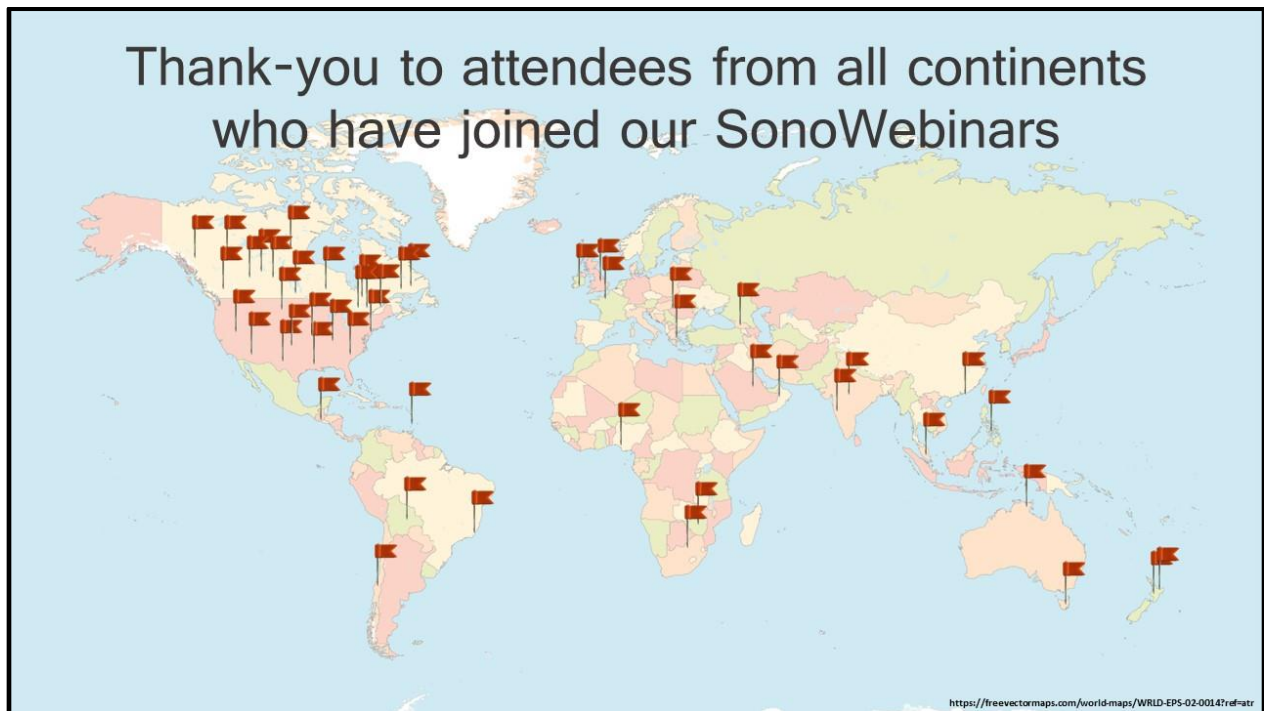 Thank-you to attendees from all continents
who have joined our SonoWebinars
https://freevectormaps.com/world-maps/WRLD-EPS-02-0014?ref=atr